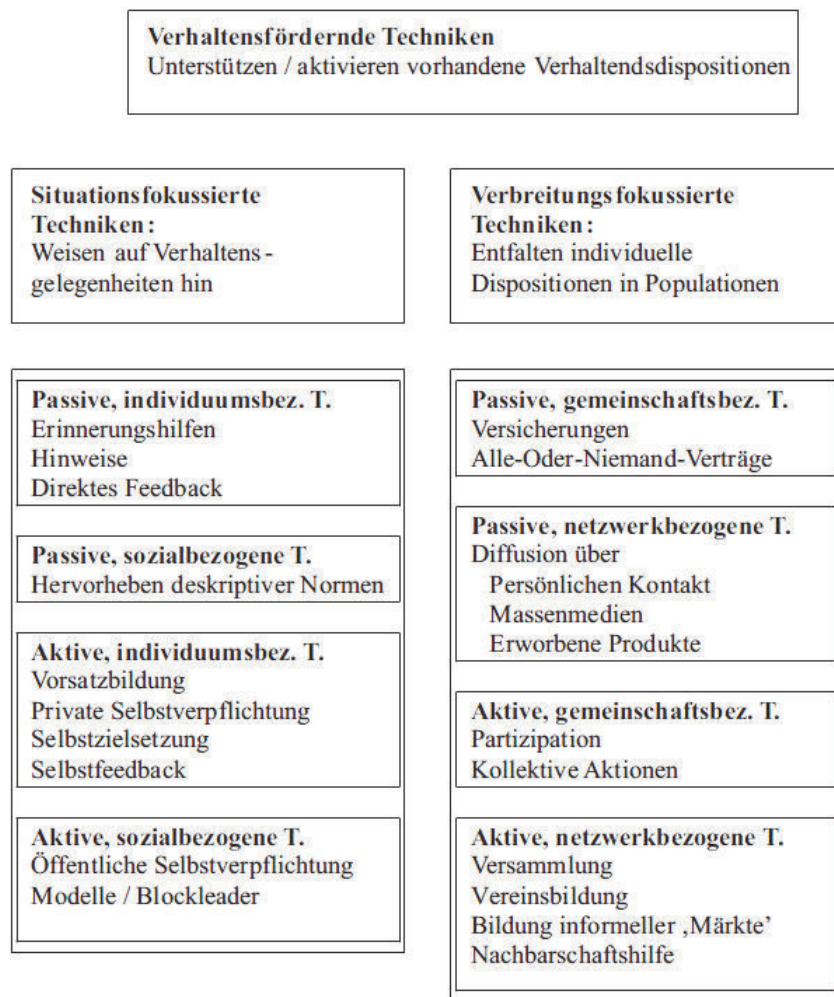 Verhaltensfördernde Techniken
Unterstützen / aktivieren vorhandene Verhaltendsdispositionen
Situationsfokussierte
Techniken:
Weisen auf Verhaltens -
gelegenheiten hin
Passive, individuumsbez. T.
Erinnerungshilfen
Hinweise
Direktes Feedback
Passive, sozialbezogene T.
Hervorheben deskriptiver Normen
Aktive, individuumsbez. T.
Vorsatzbildung
Private Selbstverpflichtung
Selbstzielsetzung
Selbstfeedback
Aktive, sozialbezogene T.
Öffentliche Selbstverpflichtung
Modelle / Blockleader
Verbreitungsfokussierte
Techniken:
Entfalten individuelle
Dispositionen in Populationen
Passive, gemeinschaftsbez. T.
Versicherungen
Alle-Oder-Niemand-Verträge
Passive, netzwerkbezogene T.
Diffusion über
Persönlichen Kontakt
Massenmedien
Erworbene Produkte
Aktive, gemeinschaftsbez. T.
Partizipation
Kollektive Aktionen
Aktive, netzwerkbezogene T.
Versammlung
Vereinsbildung
Bildung informeller ‚Märkte’
Nachbarschaftshilfe